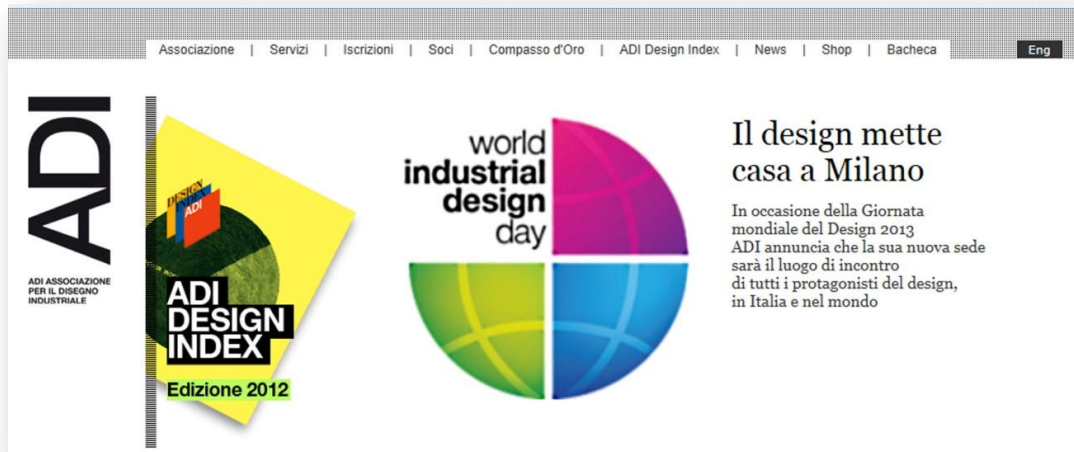 Associazione | Servizi | Iscrizioni | Soci | Compasso d'Oro | ADI Design Index | News | Shop | Bacheca
Eng
ADI
ADI ASSOCIAZIONE
PER IL DISEGNO
INDUSTRIALE
DESIGN
INDEX
ADI
ADI
DESIGN
INDEX
Edizione 2012
world
industrial
design
day
Il design mette
casa a Milano
In occasione della Giornata
mondiale del Design 2013
ADI annuncia che la sua nuova sede
sarà il luogo di incontro
di tutti i protagonisti del design,
in Italia e nel mondo